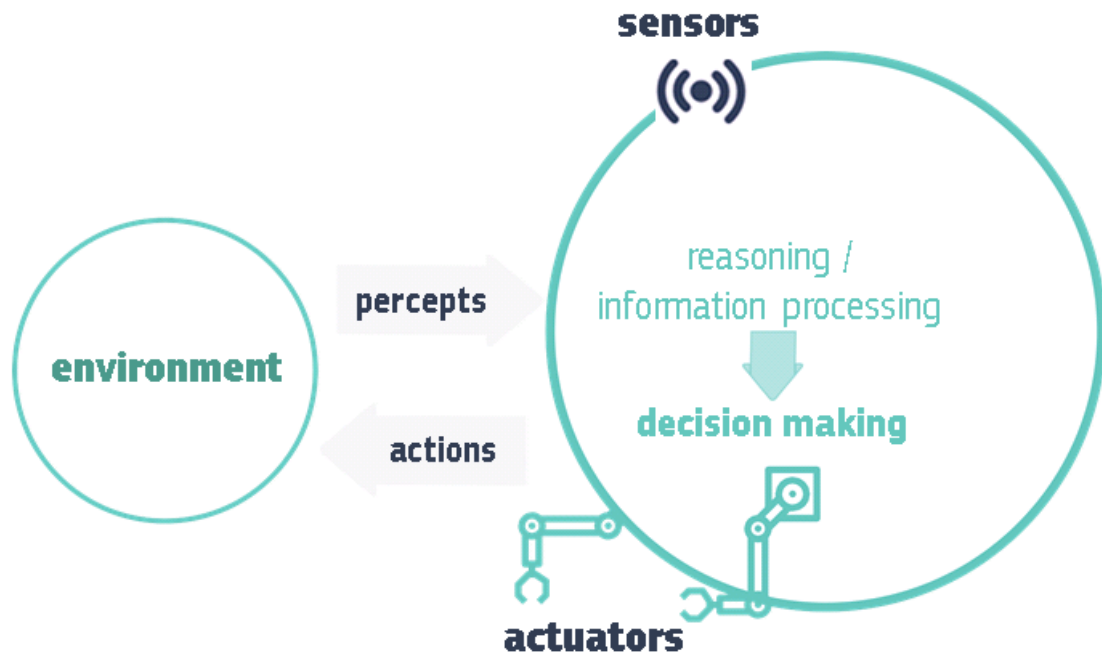 sensors
reasoning /
information processing
percepts
environment
decision making
actions
actuators